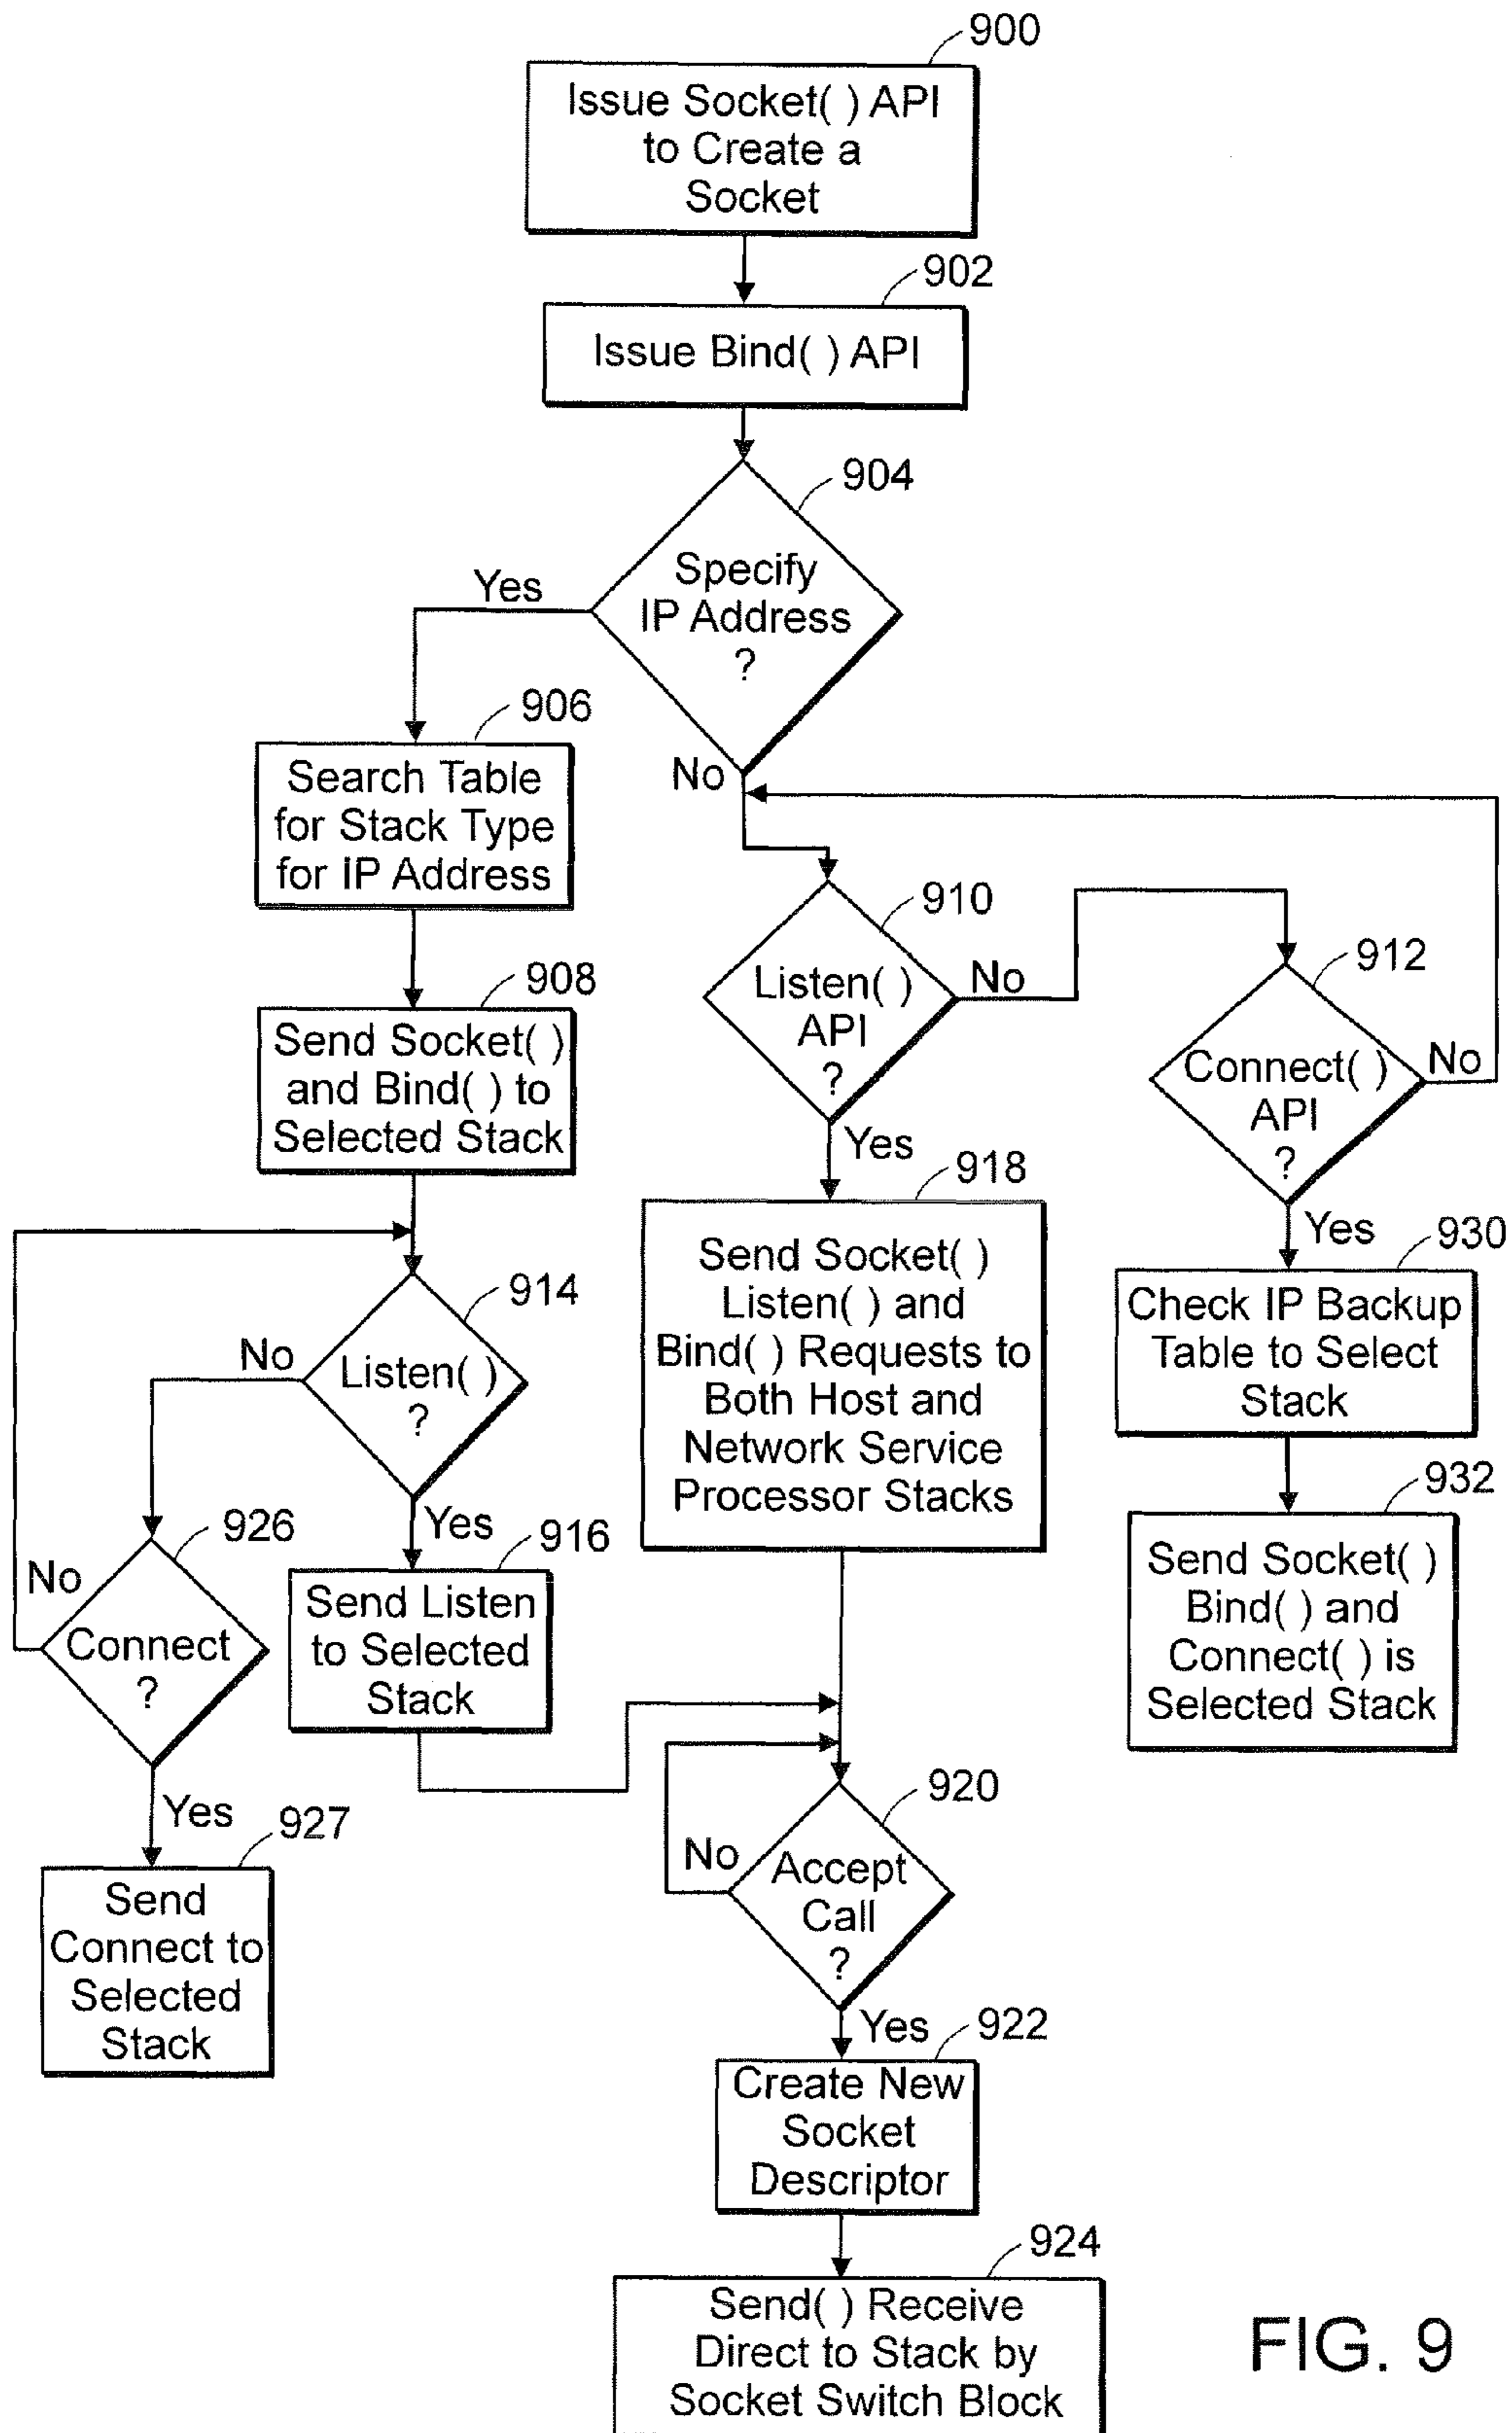 900
Issue Socket( ) API
to Create a
Socket
902
Issue Bind( ) API
904
Specify
IP Address
?
Yes
No
906
Search Table
for Stack Type
for IP Address
908
Send Socket( )
and Bind( ) to
Selected Stack
910
Listen( )
API
?
No
Yes
912
Connect( )
API
?
No
Yes
914
Listen( )
?
No
Yes
918
Send Socket( )
Listen( ) and
Bind( ) Requests to
Both Host and
Network Service
Processor Stacks
930
Check IP Backup
Table to Select
Stack
932
Send Socket( )
Bind( ) and
Connect( ) is
Selected Stack
926
Connect
?
No
Yes
916
Send Listen
to Selected
Stack
927
Send
Connect to
Selected
Stack
920
Accept
Call
?
No
Yes
922
Create New
Socket
Descriptor
924
Send( ) Receive
Direct to Stack by
Socket Switch Block
FIG. 9